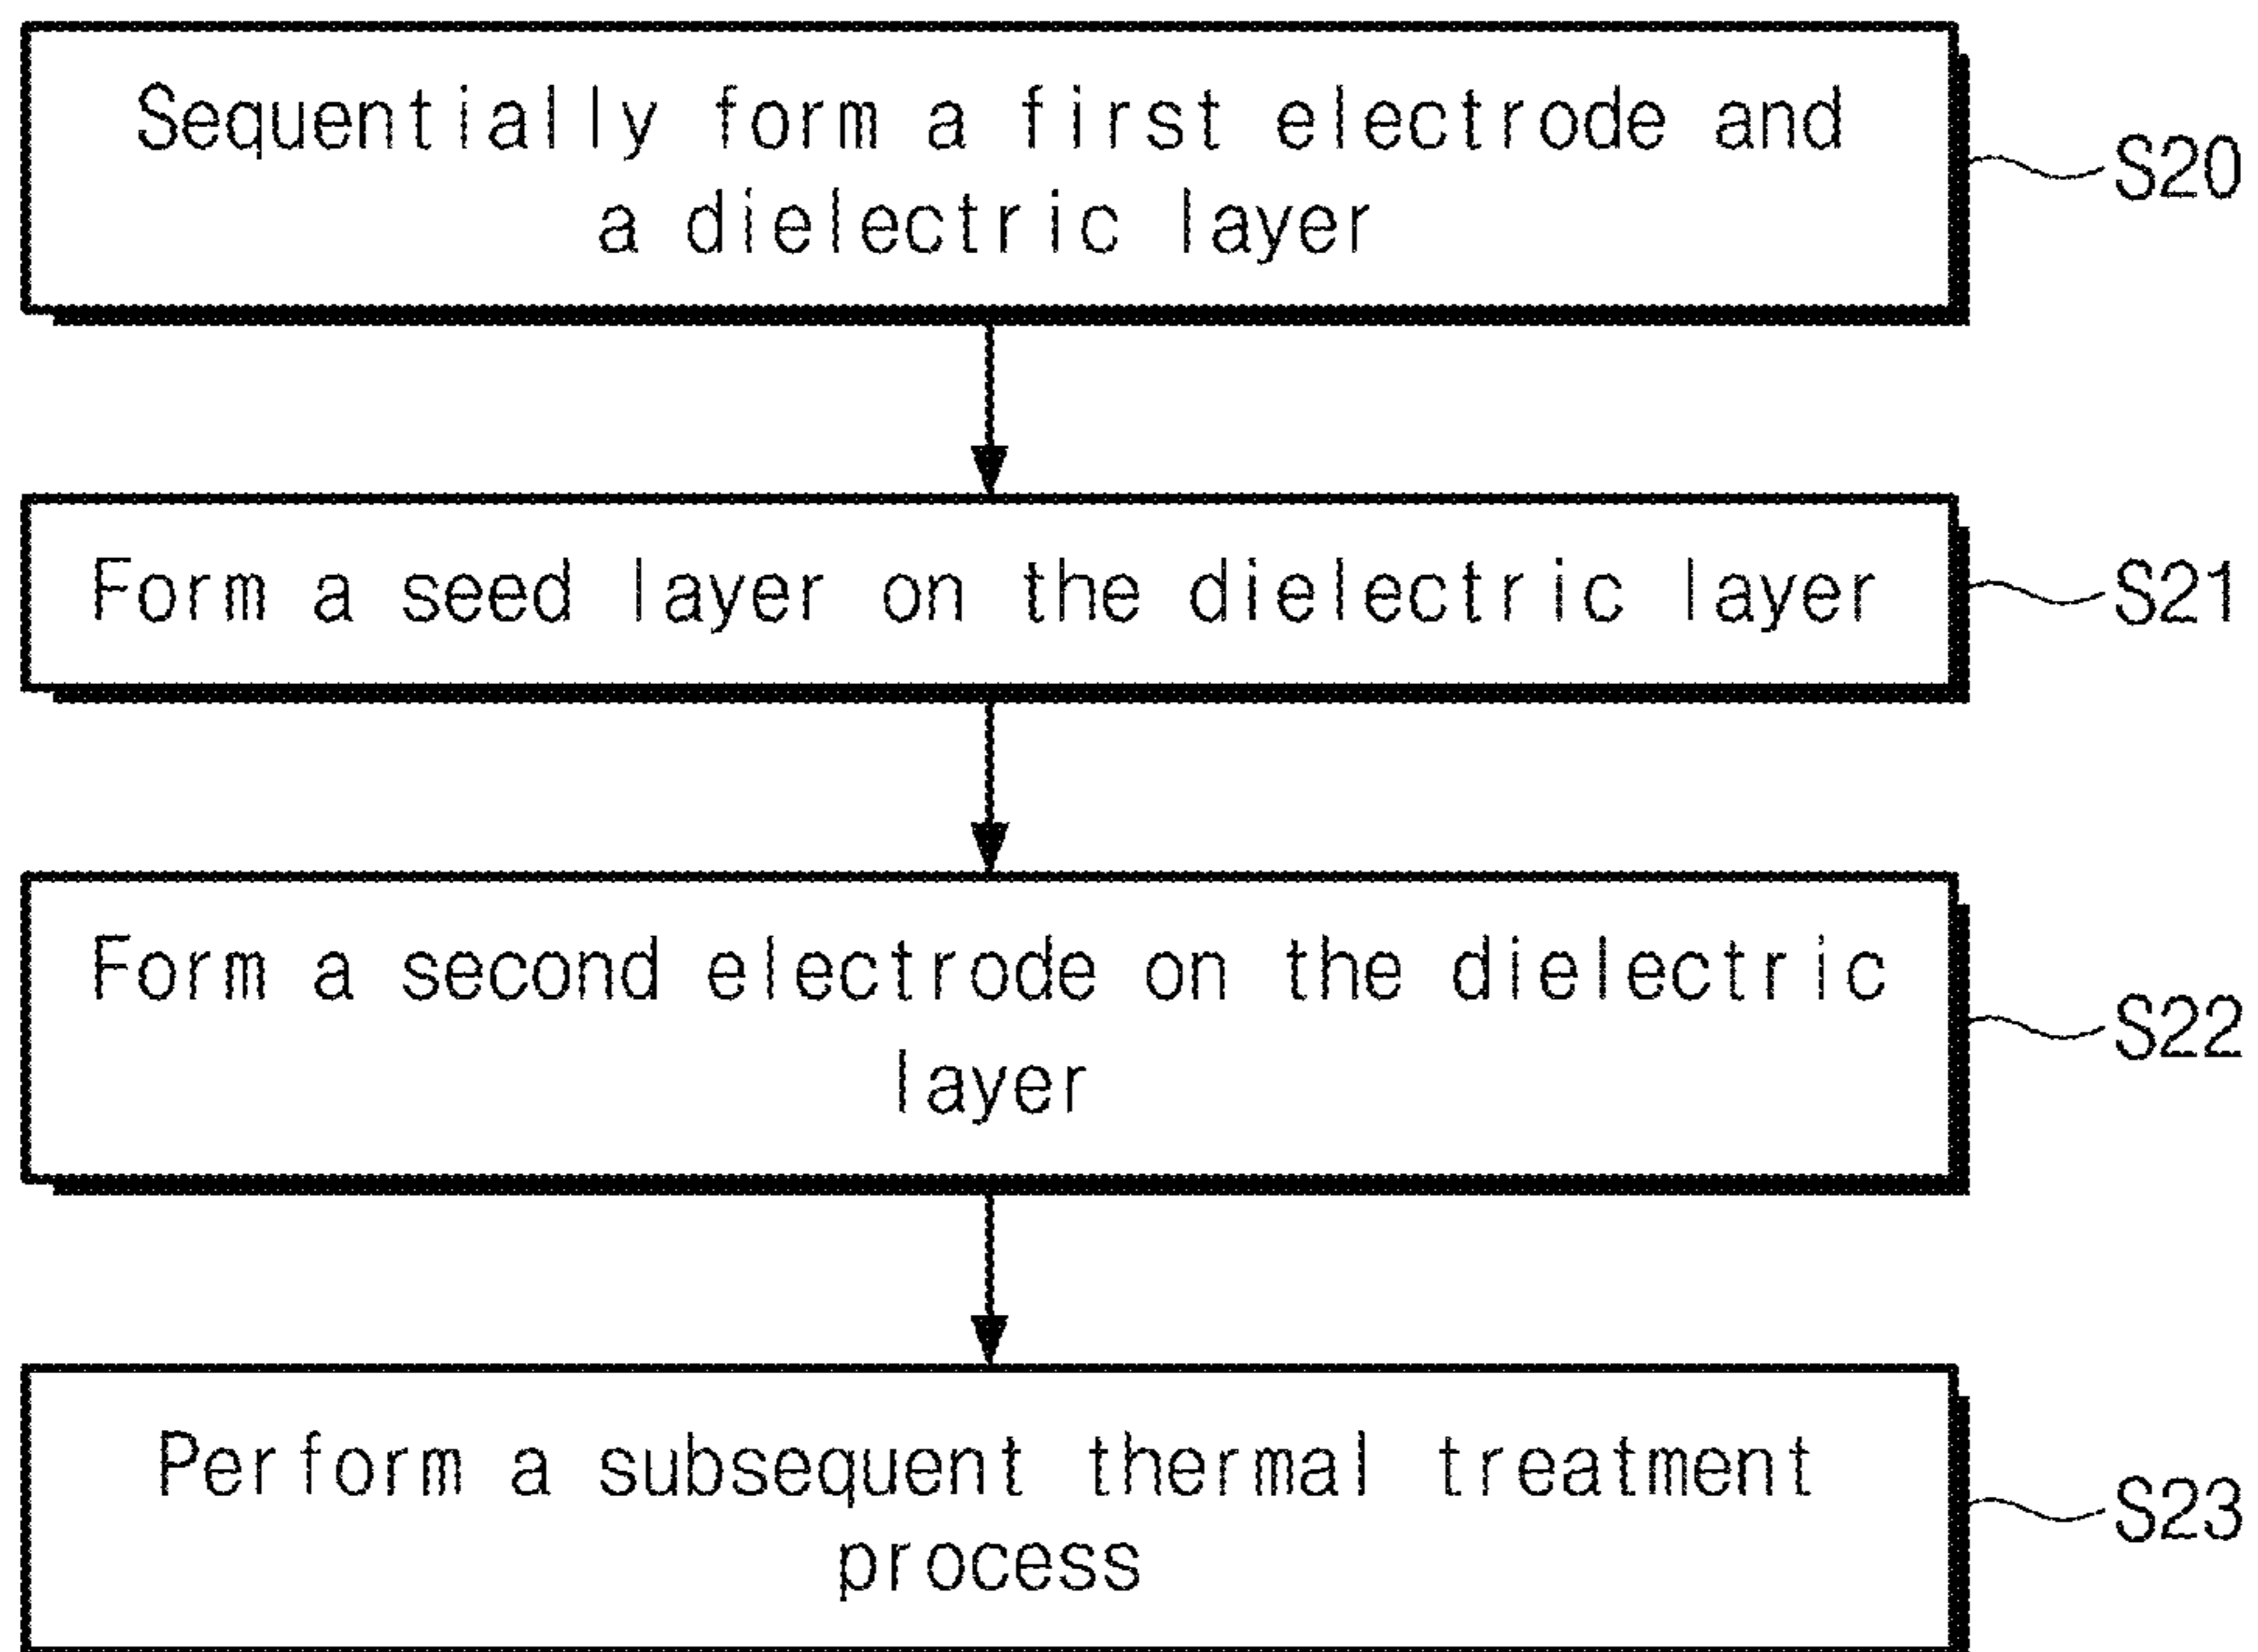 Sequentially form a first electrode and
a dielectric layer
S20
Form a seed layer on the dielectric layer
S21
Form a second electrode on the dielectric
layer
S22
Perform a subsequent thermal treatment
process
S23